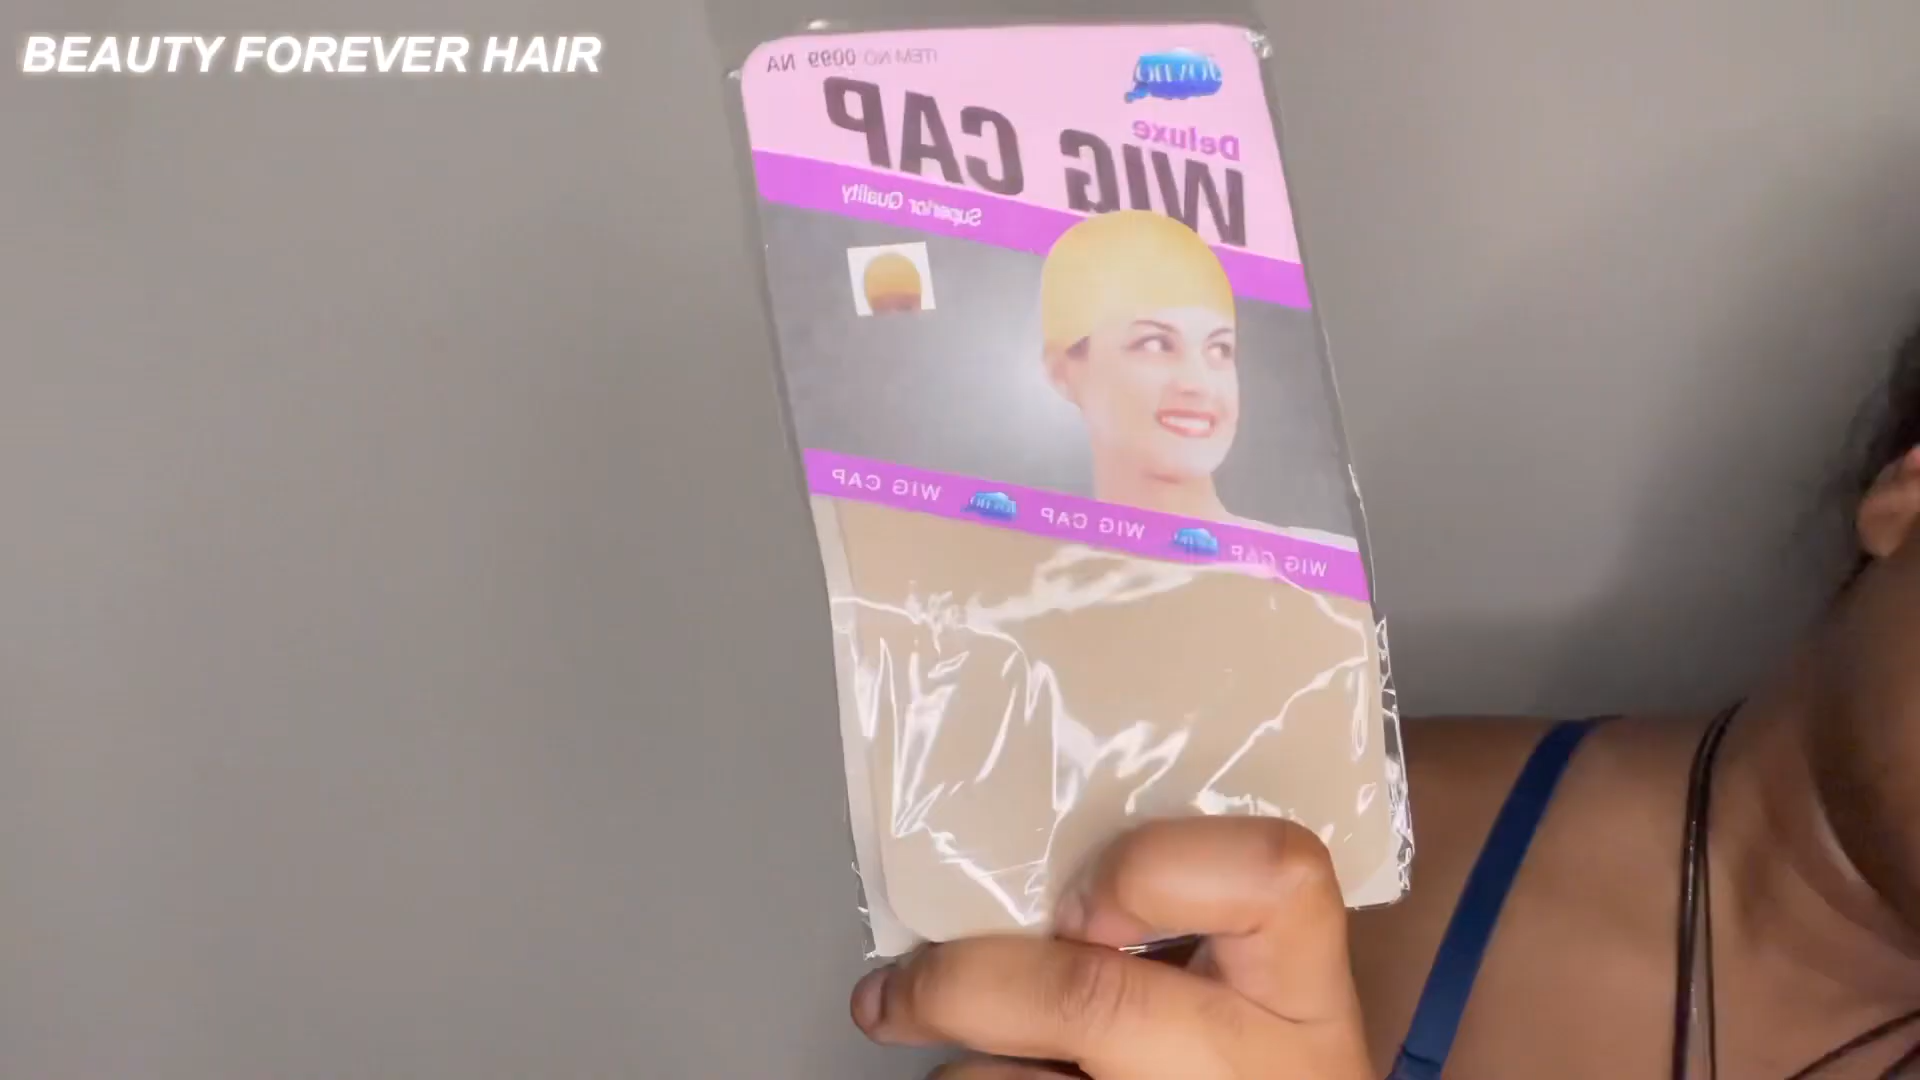 BEAUTY FOREVER HAIR
ITEM NO 0099 NA
Deluxe
WIG CAP
Superior Quality
WIG CAP WIG CAP WIG CAP